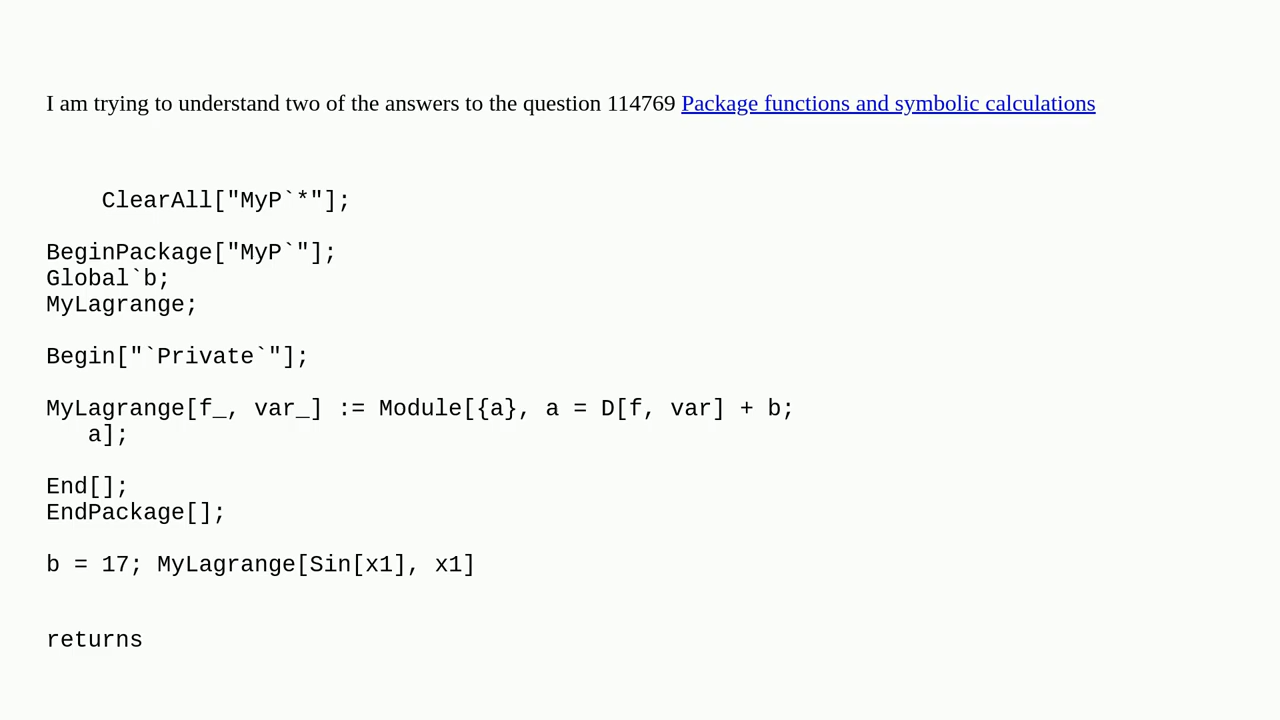 I am trying to understand two of the answers to the question 114769 Package functions and symbolic calculations
ClearAll["MyP`*"];
BeginPackage["MyP`"];
Global`b;
MyLagrange;
Begin["`Private`"];
MyLagrange[f_, var_] := Module[{a}, a = D[f, var] + b;
a];
End[];
EndPackage[];
b = 17; MyLagrange[Sin[x1], x1]
returns